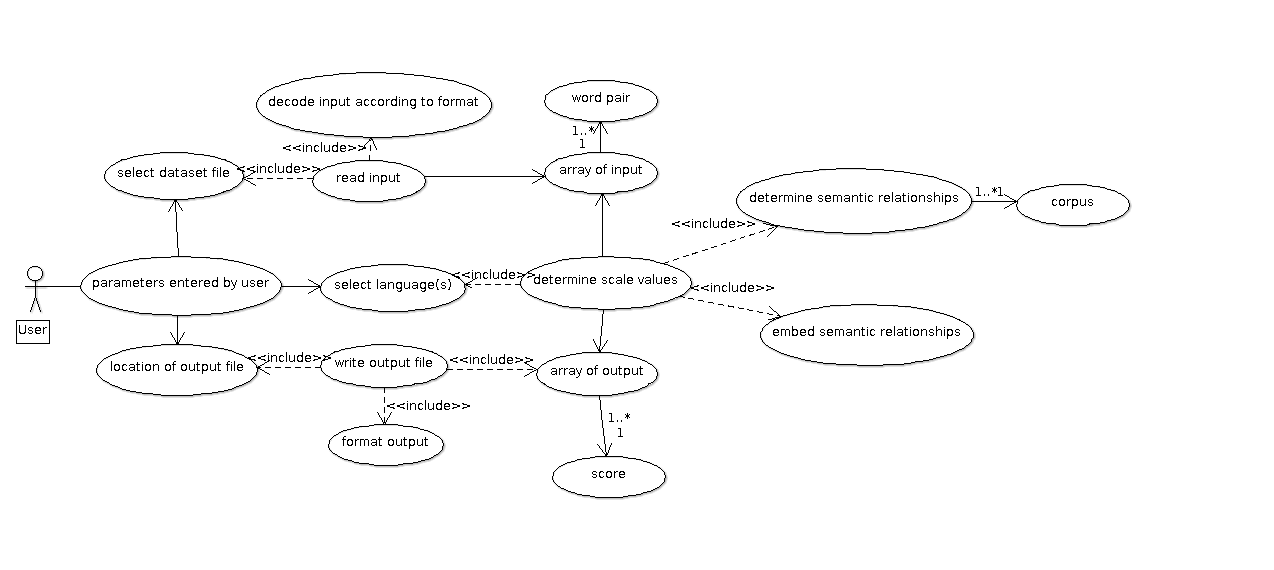 decode input according to format
word pair
1..*
1
<<include>>
select dataset file
<<include>>
read input
array of input
determine semantic relationships
1..*1
corpus
<<include>>
parameters entered by user
select language(s)
<<include>>
determine scale values
<<include>>
User
embed semantic relationships
location of output file
<<include>>
write output file
<<include>>
array of output
<<include>>
1..*
1
format output
score